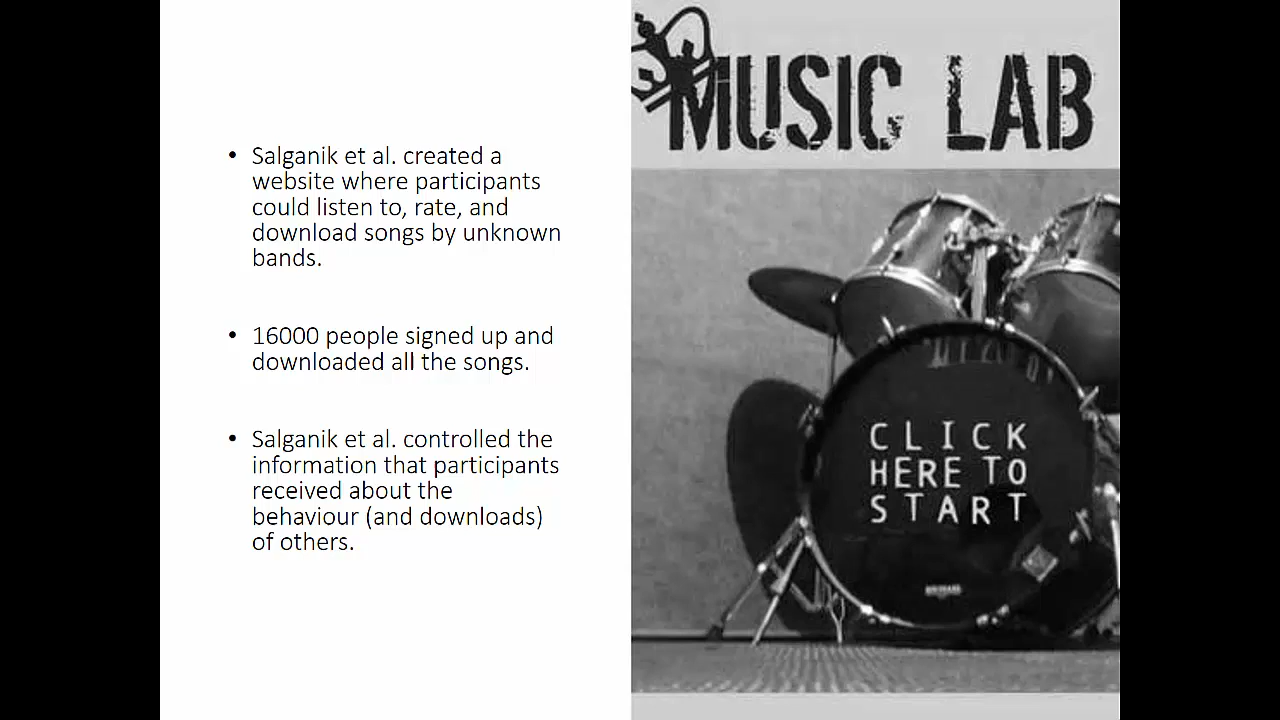 • Salganik et al. created a
website where participants
could listen to, rate, and
download songs by unknown
bands.
• 16000 people signed up and
downloaded all the songs.
• Salganik et al. controlled the
information that participants
received about the
behaviour (and downloads)
of others.
MUSIC LAB
CLICK
HERE TO
START